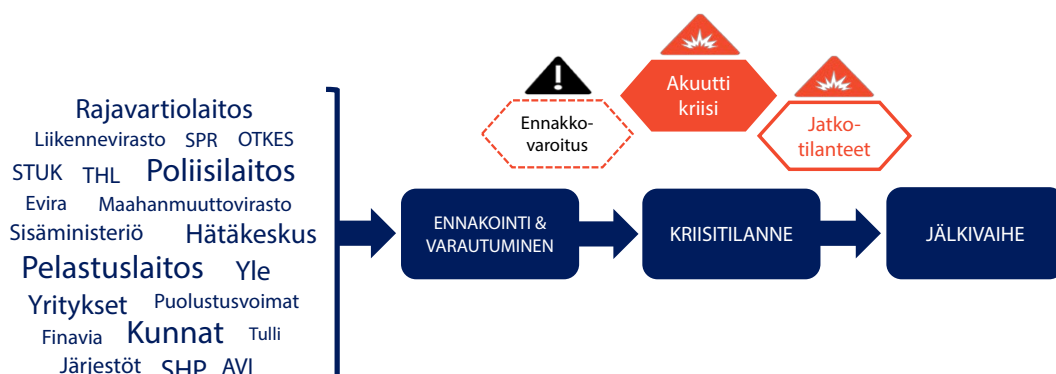 Rajavartiolaitos
Liikennevirasto SPR OTKES
STUK THL Poliisilaitos
Evira Maahanmuuttovirasto
Sisäministeriö Hätäkeskus
Pelastuslaitos Yle
Yritykset Puolustusvoimat
Finavia Kunnat Tulli
Järjestöt SHP AVI
Ennakko-
varoitus
Akuutti
kriisi
Jatko-
tilanteet
ENNAKOINTI &
VARAUTUMINEN
KRIISITILANNE
JÄLKIVAIHE